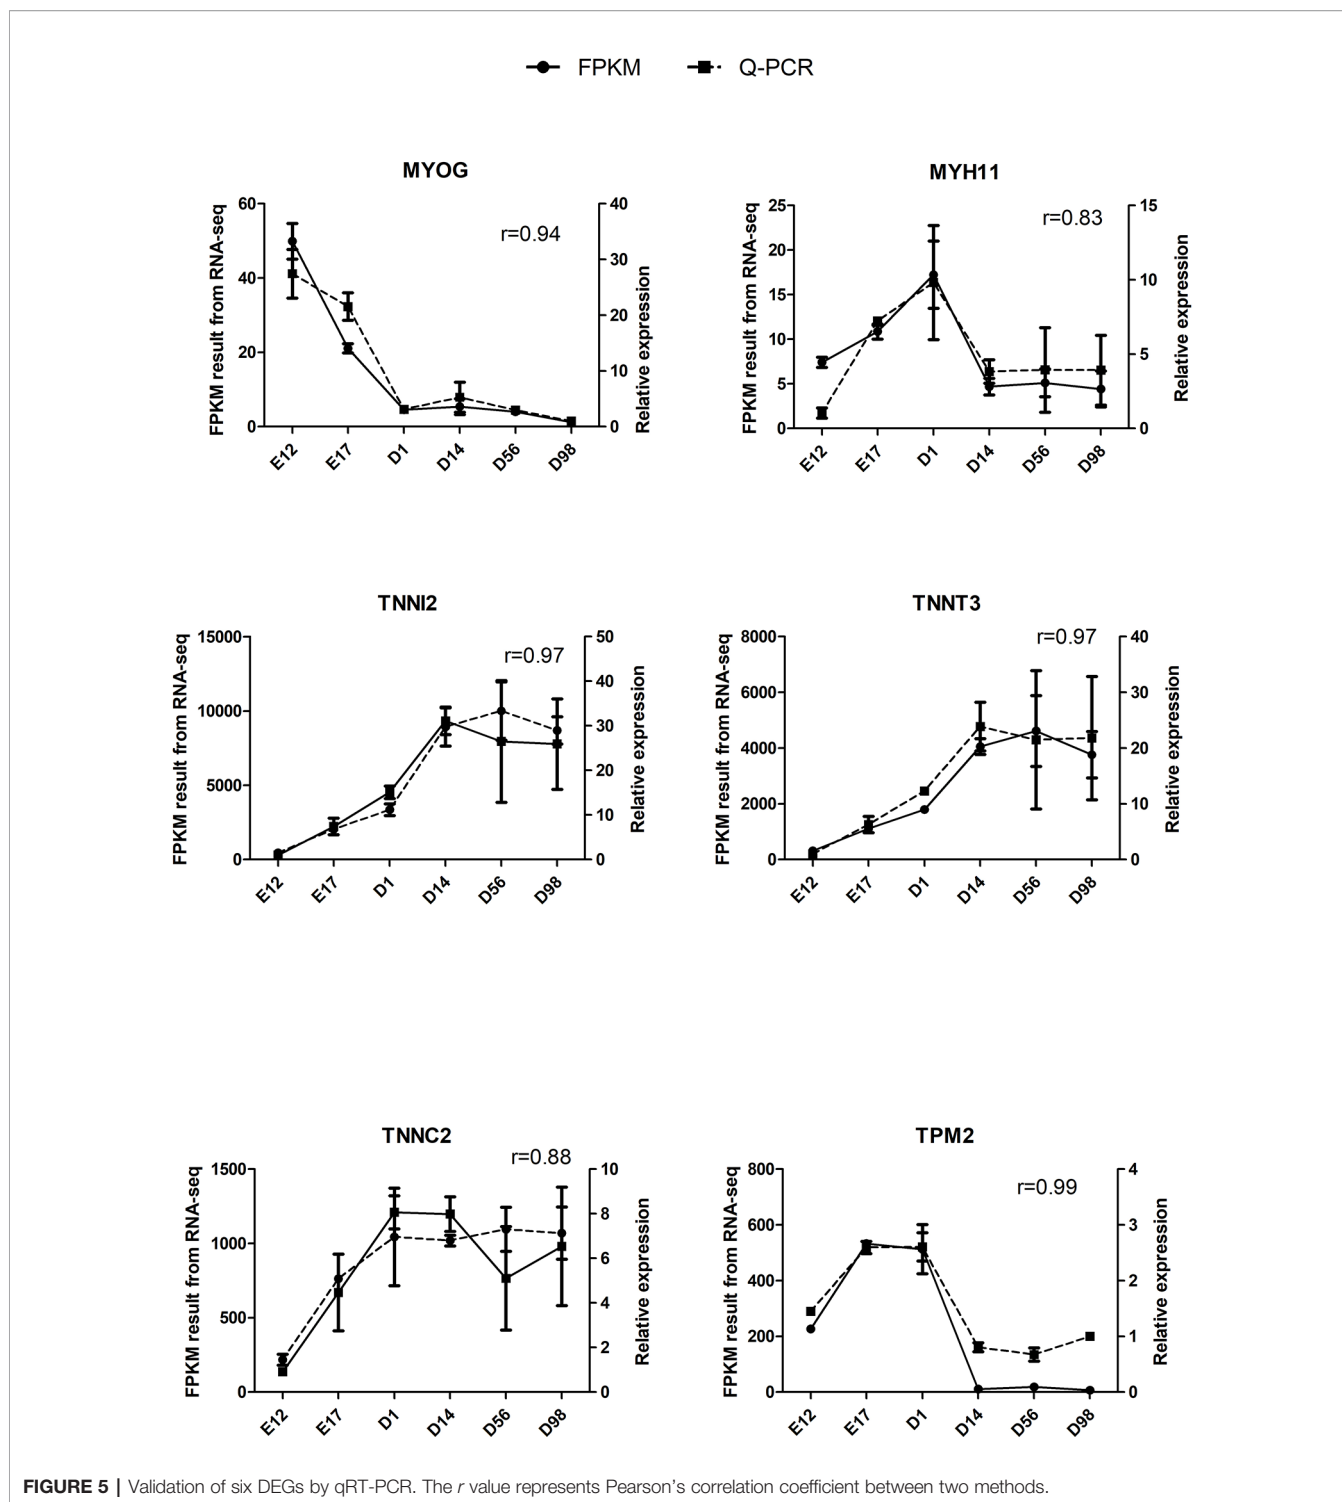 FPKM Q-PCR
MYOG
r=0.94
FPKM result from RNA-seq
60
40
20
0
40
30
20
10
0
Relative expression
E12 E17 D1 D14 D56 D98
MYH11
r=0.83
FPKM result from RNA-seq
25
20
15
10
5
0
15
10
5
0
Relative expression
E12 E17 D1 D14 D56 D98
TNNI2
r=0.97
FPKM result from RNA-seq
15000
10000
5000
0
50
40
30
20
10
0
Relative expression
E12 E17 D1 D14 D56 D98
TNNT3
r=0.97
FPKM result from RNA-seq
8000
6000
4000
2000
0
40
30
20
10
0
Relative expression
E12 E17 D1 D14 D56 D98
TNNC2
r=0.88
FPKM result from RNA-seq
1500
1000
500
0
10
8
6
4
2
0
Relative expression
E12 E17 D1 D14 D56 D98
TPM2
r=0.99
FPKM result from RNA-seq
800
600
400
200
0
4
3
2
1
0
Relative expression
E12 E17 D1 D14 D56 D98
FIGURE 5 | Validation of six DEGs by qRT-PCR. The r value represents Pearson’s correlation coefficient between two methods.